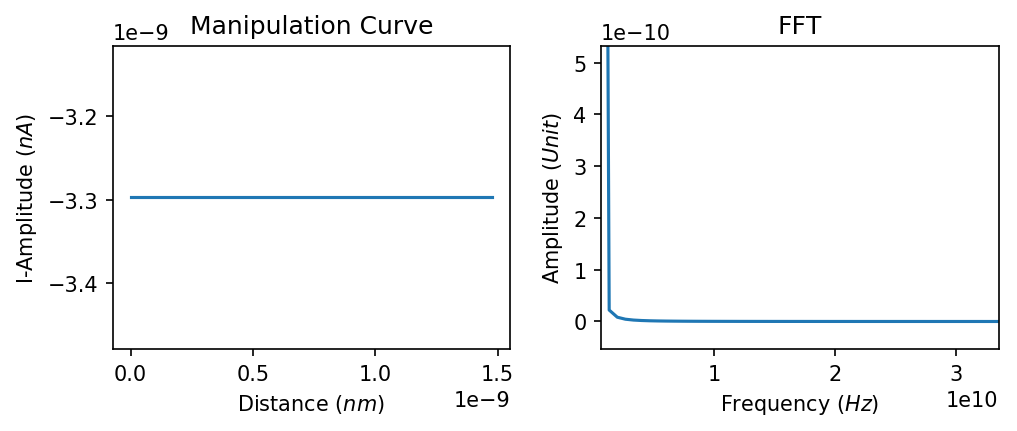 Manipulation Curve
1e−9
I-Amplitude (nA)
−3.2
−3.3
−3.4
0.0 0.5 1.0 1.5
Distance (nm)
1e−9
FFT
1e−10
Amplitude (Unit)
5
4
3
2
1
0
1 2 3
Frequency (Hz)
1e10